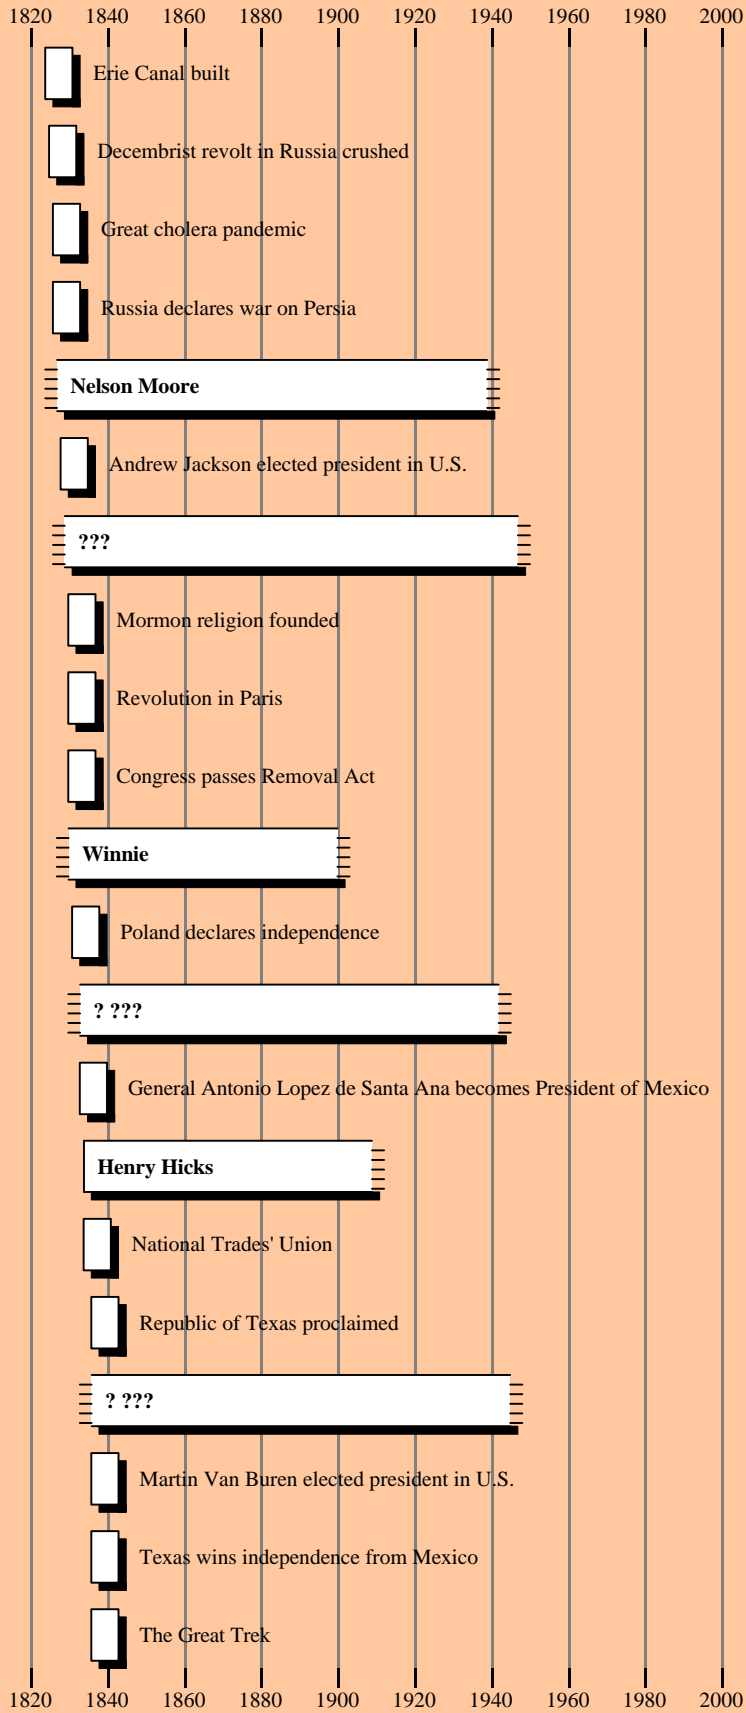 1820 1840 1860 1880 1900 1920 1940 1960 1980 2000
Erie Canal built
Decembrist revolt in Russia crushed
Great cholera pandemic
Russia declares war on Persia
Nelson Moore
Andrew Jackson elected president in U.S.
???
Mormon religion founded
Revolution in Paris
Congress passes Removal Act
Winnie
Poland declares independence
? ???
General Antonio Lopez de Santa Ana becomes President of Mexico
Henry Hicks
National Trades' Union
Republic of Texas proclaimed
? ???
Martin Van Buren elected president in U.S.
Texas wins independence from Mexico
The Great Trek
1820 1840 1860 1880 1900 1920 1940 1960 1980 2000